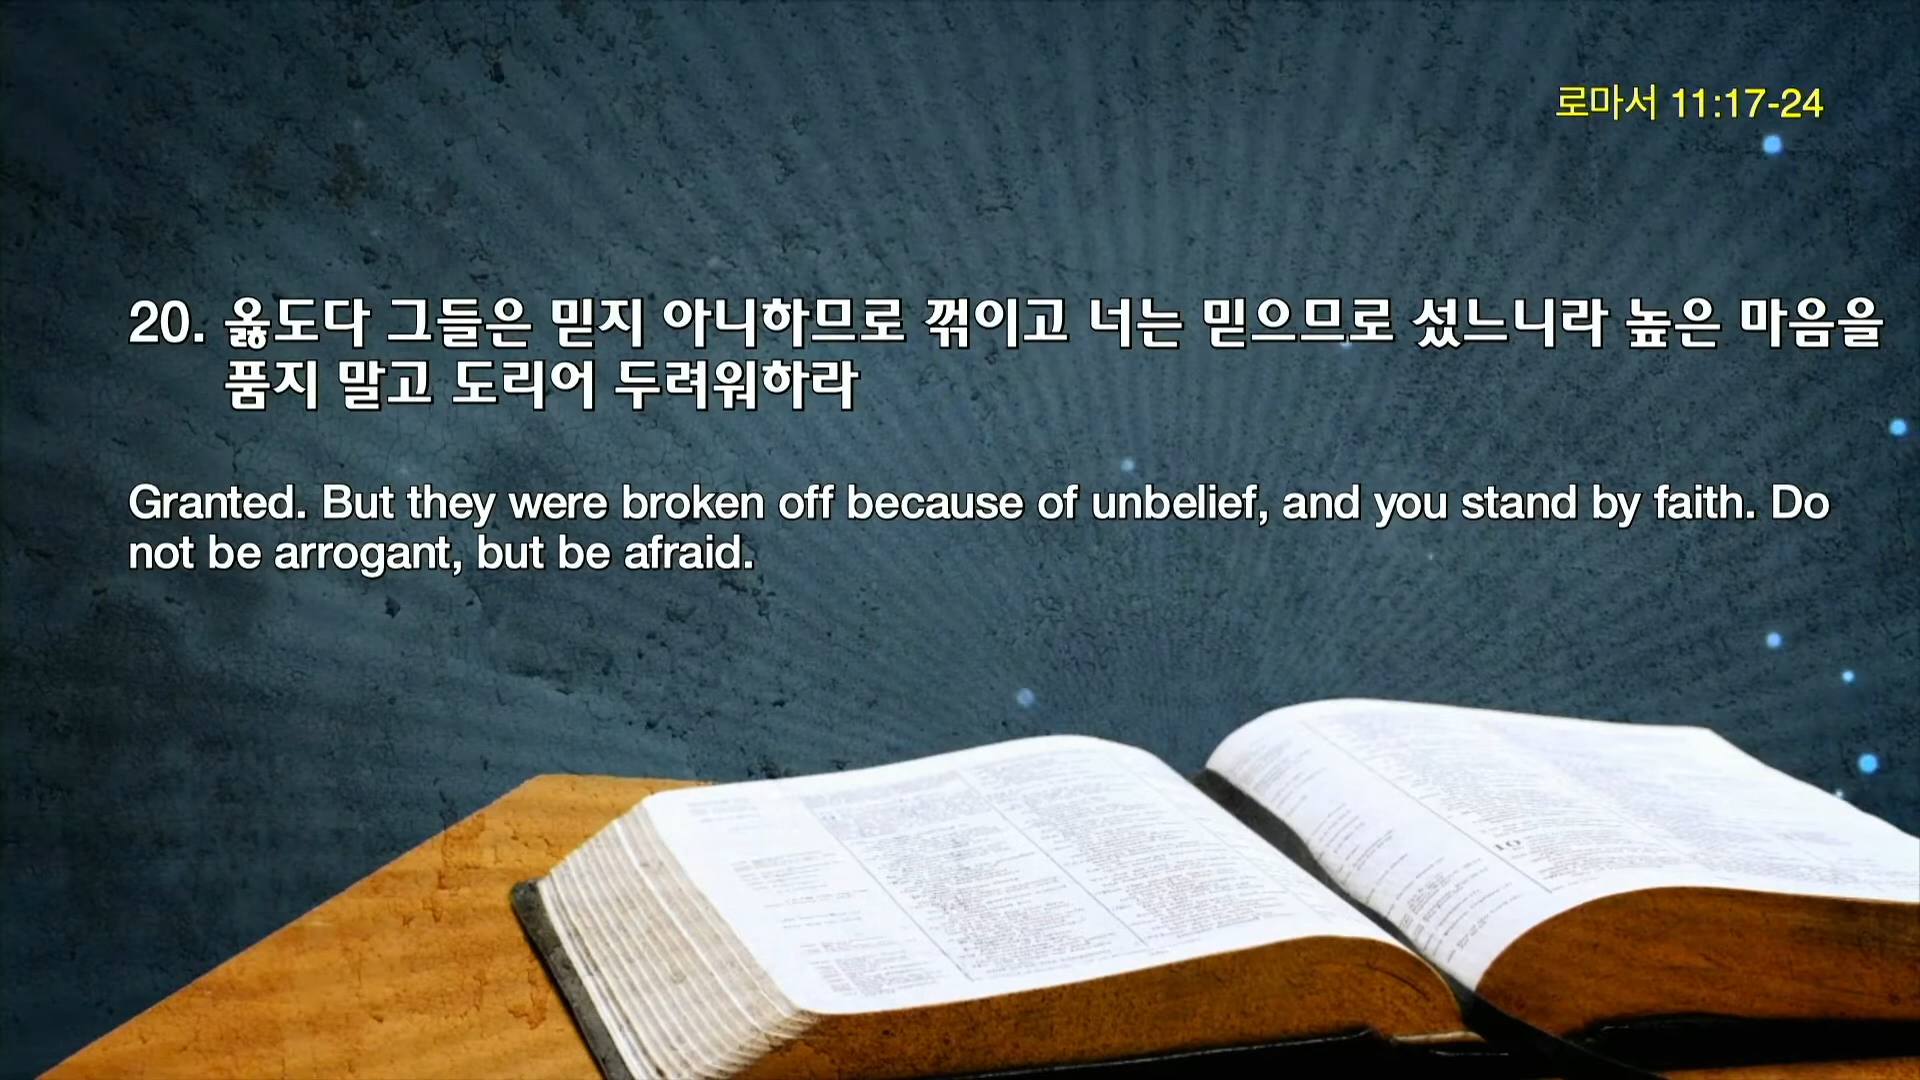 로마서 11:17-24
20. 옳도다 그들은 믿지 아니하므로 꺾이고 너는 믿으므로 섰느니라 높은 마음을
품지 말고 도리어 두려워하라
Granted. But they were broken off because of unbelief, and you stand by faith. Do
not be arrogant, but be afraid.